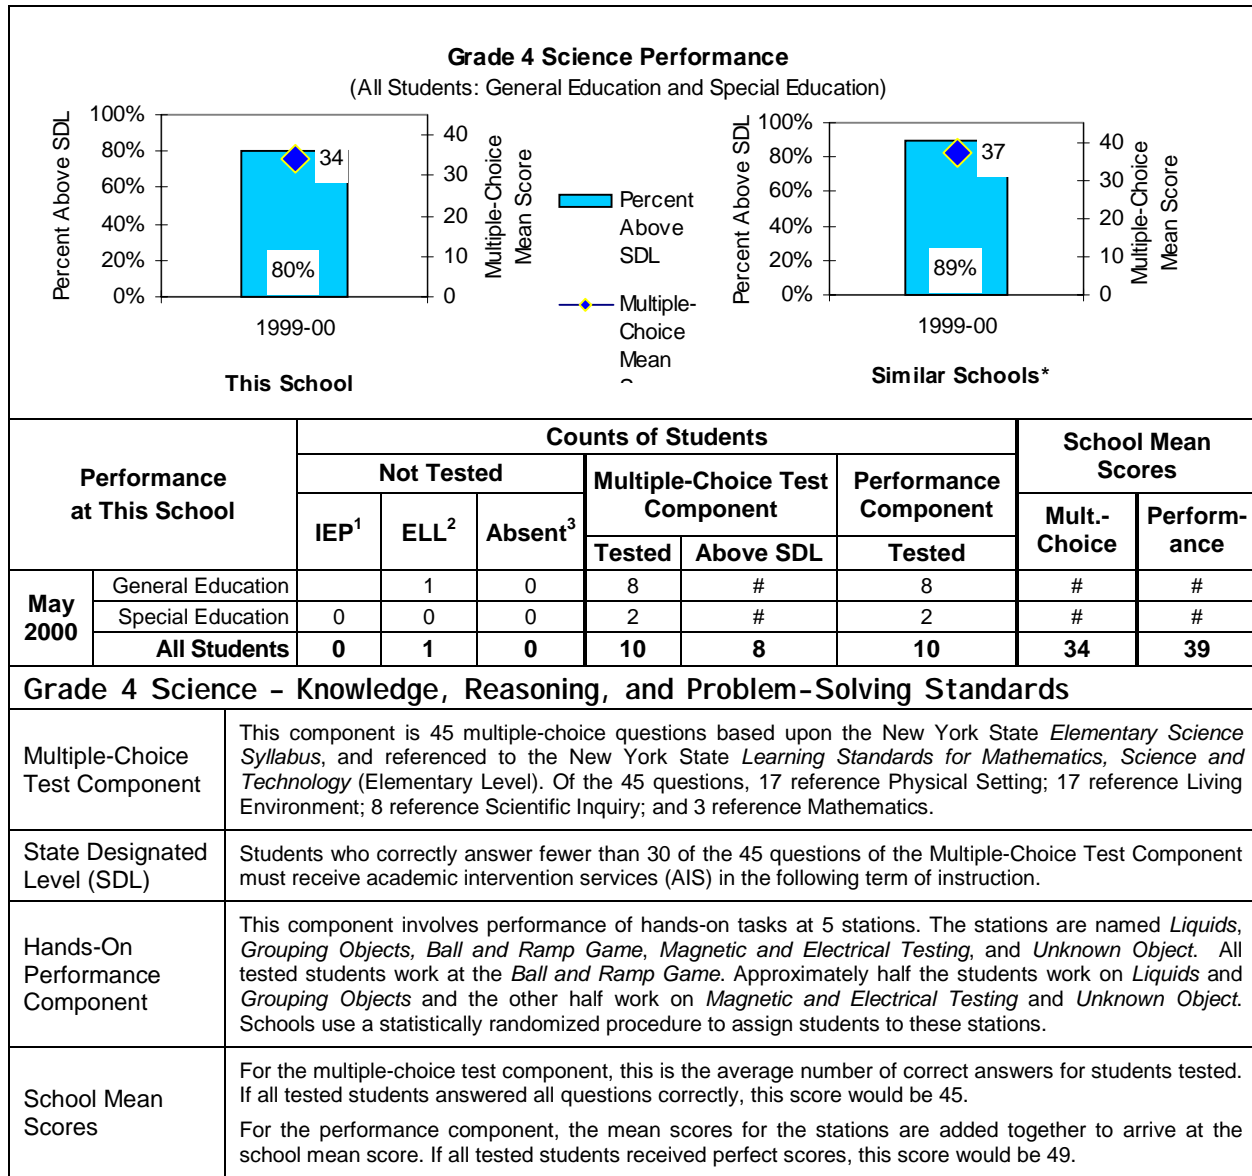 Grade 4 Science Performance
(All Students: General Education and Special Education)
Percent Above SDL
100%
80%
60%
40%
20%
0%
34
80%
40
30
20
10
0
Multiple-Choice
Mean Score
1999-00
This School
Percent
Above
SDL
Multiple-
Choice
Mean
Percent Above SDL
100%
80%
60%
40%
20%
0%
37
89%
40
30
20
10
0
Multiple-Choice
Mean Score
1999-00
Similar Schools*
Performance
at This School
Counts of Students
School Mean
Scores
Not Tested
Multiple-Choice Test
Component
Performance
Component
IEP1 ELL2 Absent3
Tested Above SDL Tested
Mult.-
Choice
Perform-
ance
May
2000
General Education 1 0 8 # 8 # #
Special Education 0 0 0 2 # 2 # #
All Students 0 1 0 10 8 10 34 39
Grade 4 Science – Knowledge, Reasoning, and Problem-Solving Standards
Multiple-Choice
Test Component
This component is 45 multiple-choice questions based upon the New York State Elementary Science
Syllabus, and referenced to the New York State Learning Standards for Mathematics, Science and
Technology (Elementary Level). Of the 45 questions, 17 reference Physical Setting; 17 reference Living
Environment; 8 reference Scientific Inquiry; and 3 reference Mathematics.
State Designated
Level (SDL)
Students who correctly answer fewer than 30 of the 45 questions of the Multiple-Choice Test Component
must receive academic intervention services (AIS) in the following term of instruction.
Hands-On
Performance
Component
This component involves performance of hands-on tasks at 5 stations. The stations are named Liquids,
Grouping Objects, Ball and Ramp Game, Magnetic and Electrical Testing, and Unknown Object. All
tested students work at the Ball and Ramp Game. Approximately half the students work on Liquids and
Grouping Objects and the other half work on Magnetic and Electrical Testing and Unknown Object.
Schools use a statistically randomized procedure to assign students to these stations.
School Mean
Scores
For the multiple-choice test component, this is the average number of correct answers for students tested.
If all tested students answered all questions correctly, this score would be 45.
For the performance component, the mean scores for the stations are added together to arrive at the
school mean score. If all tested students received perfect scores, this score would be 49.